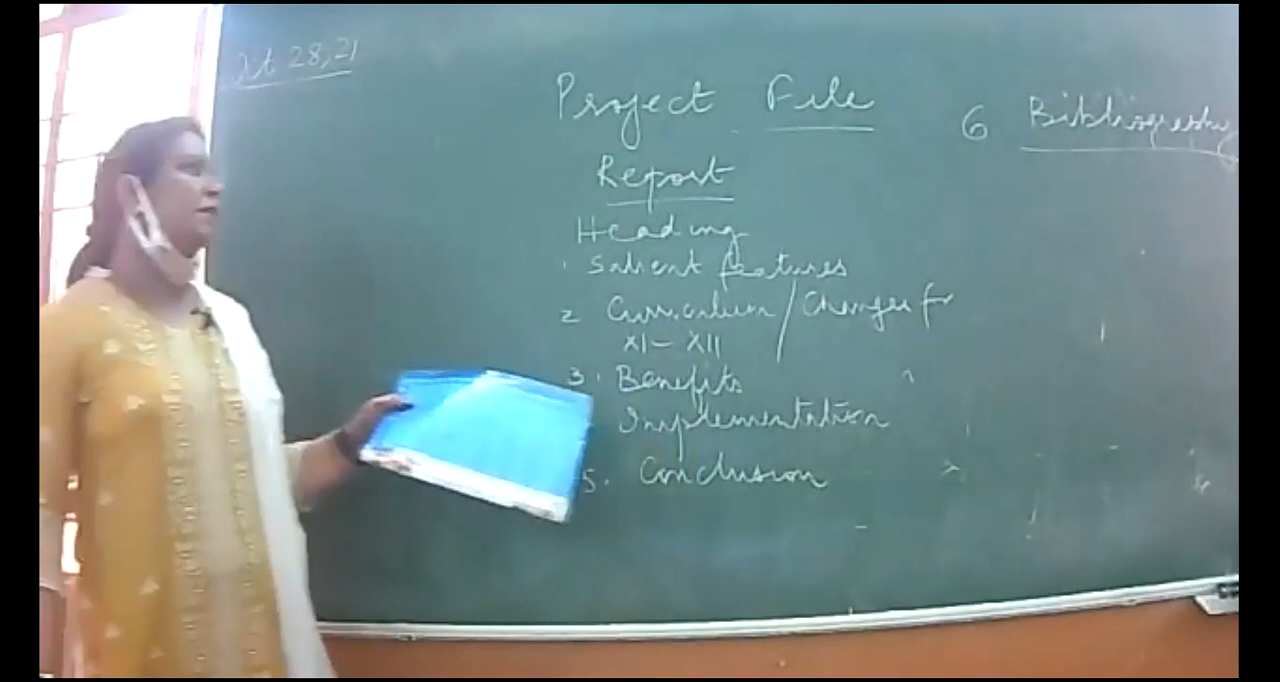 Oct 28, 21
Project File
Report
Heading
1 Salient features
2 Curriculum / Changes for
XI - XII
3. Benefits
Implementation
5. Conclusion
6 Bibliography